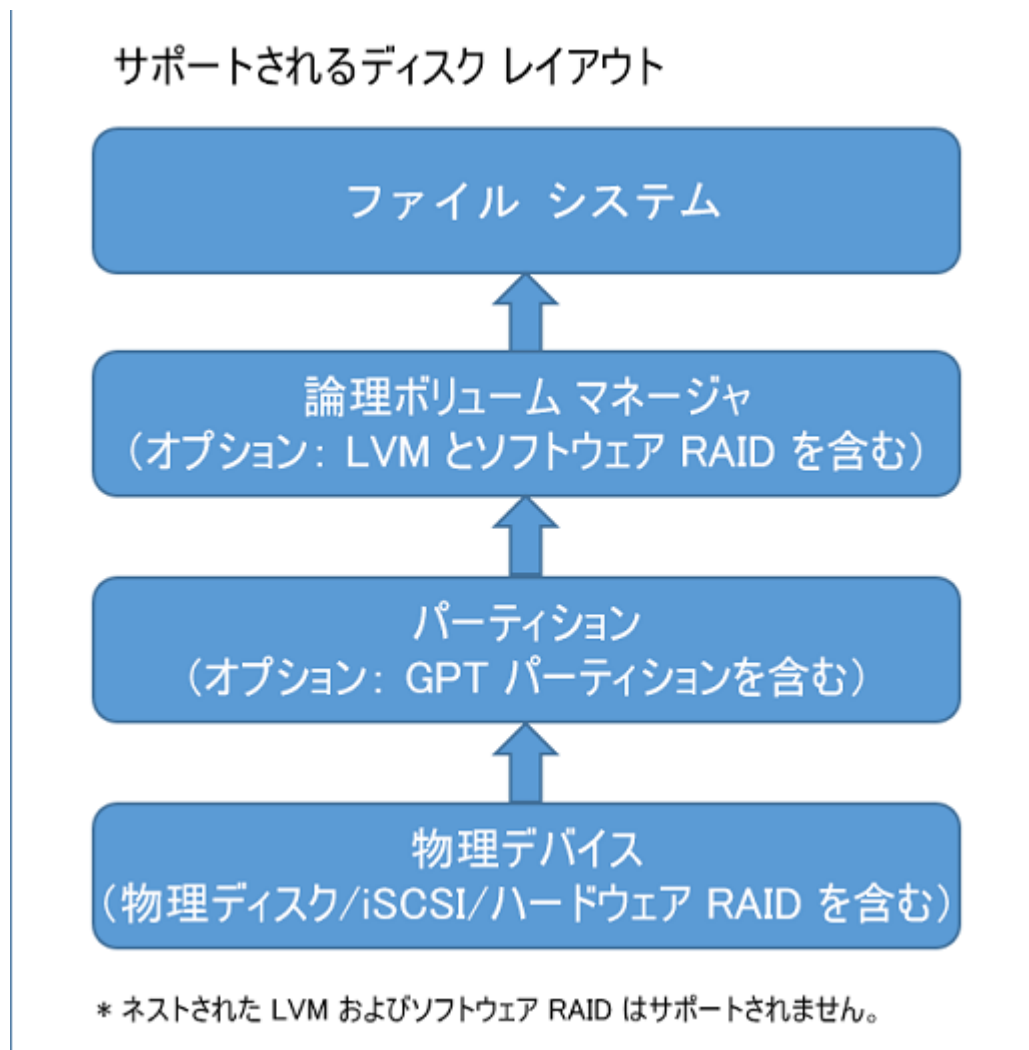 サポートされるディスク レイアウト
ファイル システム
論理ボリューム マネージャ
（オプション： LVM とソフトウェア RAID を含む）
パーティション
（オプション： GPT パーティションを含む）
物理デバイス
（物理ディスク/iSCSI/ハードウェア RAID を含む）
* ネストされた LVM およびソフトウェア RAID はサポートされません。